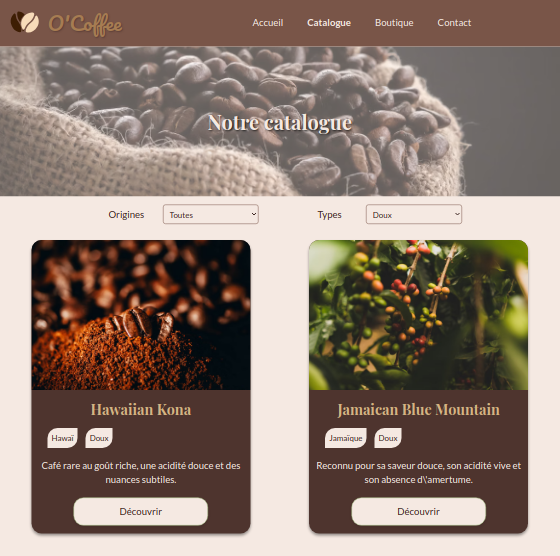 O'Coffee
Accueil Catalogue Boutique Contact
Notre catalogue
Origines Toutes Types Doux
Hawaiian Kona
Hawaï Doux
Café rare au goût riche, une acidité douce et des
nuances subtiles.
Découvrir
Jamaican Blue Mountain
Jamaïque Doux
Reconnu pour sa saveur douce, son acidité vive et
son absence d\'amertume.
Découvrir